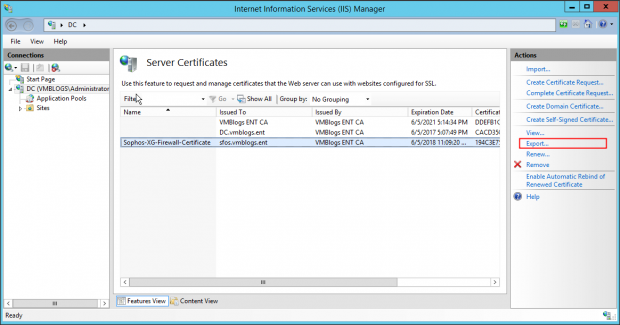 Internet Information Services (IIS) Manager
DC
File View Help
Connections
Start Page
DC (VMBLOGS\Administrator
Application Pools
Sites
Server Certificates
Use this feature to request and manage certificates that the Web server can use with websites configured for SSL.
Filter Go Show All Group by: No Grouping
Name Issued To Issued By Expiration Date Certificat
VMBlogs ENT CA VMBlogs ENT CA 6/5/2021 5:14:34 PM DDEFB1C
DC.vmblogs.ent VMBlogs ENT CA 6/5/2017 5:07:49 PM CACD35
Sophos-XG-Firewall-Certificate sfos.vmblogs.ent VMBlogs ENT CA 6/5/2018 11:09:20 ... 194C3E7
Features View Content View
Ready
Actions
Import...
Create Certificate Request...
Complete Certificate Request...
Create Domain Certificate...
Create Self-Signed Certificate...
View...
Export...
Renew...
Remove
Enable Automatic Rebind of
Renewed Certificate
Help